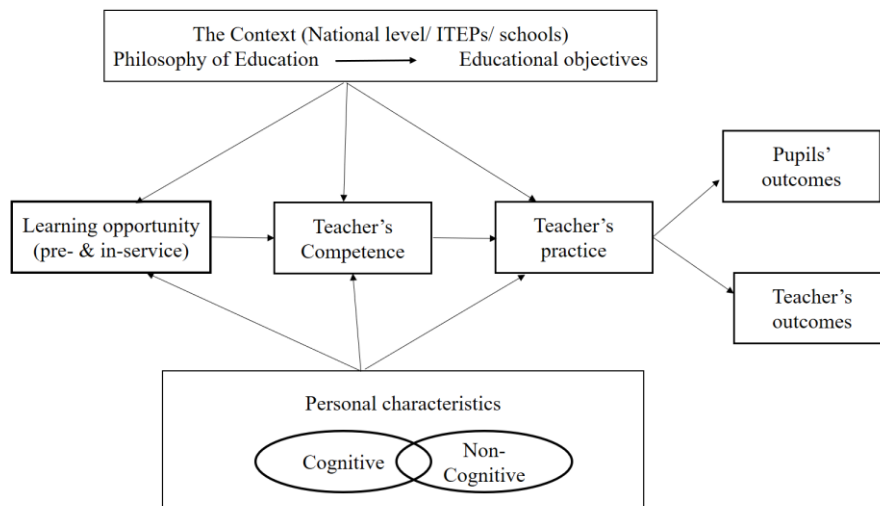 The Context (National level/ ITEPs/ schools)
Philosophy of Education Educational objectives
Pupils’
outcomes
Learning opportunity
(pre- & in-service)
Teacher’s
Competence
Teacher’s
practice
Teacher’s
outcomes
Personal characteristics
Cognitive
Non-
Cognitive